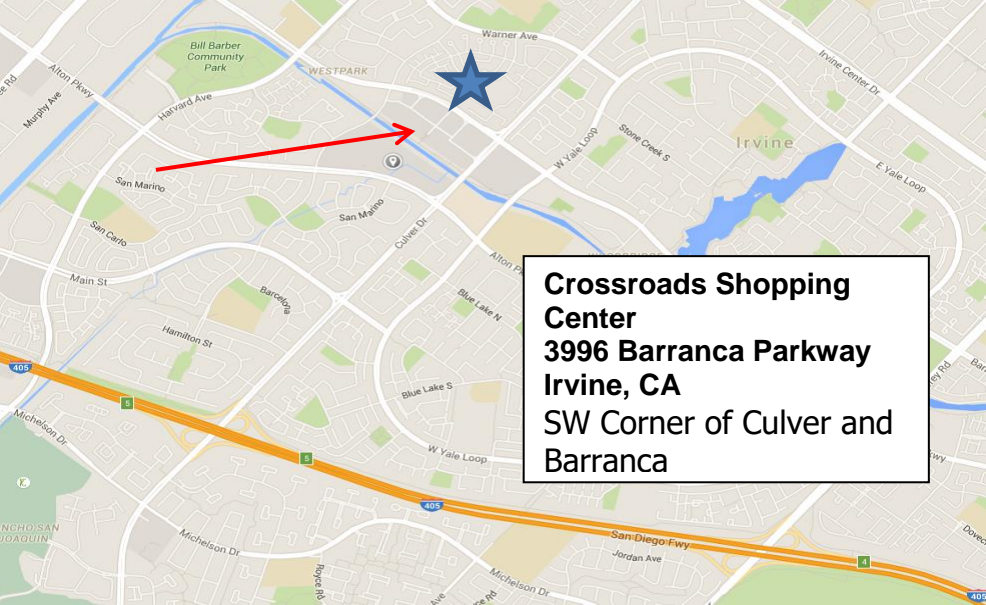 Warner Ave
Bill Barber
Community
Park
WESTPARK
Irvine Center Dr
Alton Pkwy
Murphy Ave
Harvard Ave
Stone Creek S
Irvine
W Yale Loop
E Yale Loop
San Marino
San Marino
San Carlo
Culver Dr
Alton P
Main St
Barcelona
Blue Lake N
Hamilton St
405
Blue Lake S
5
Michelson Dr
W Yale Loop
5
405
Crossroads Shopping
Center
3996 Barranca Parkway
Irvine, CA
SW Corner of Culver and
Barranca
San Diego Fwy
Jordan Ave
4
405
Michelson Dr
Royce Rd
Michelson Dr